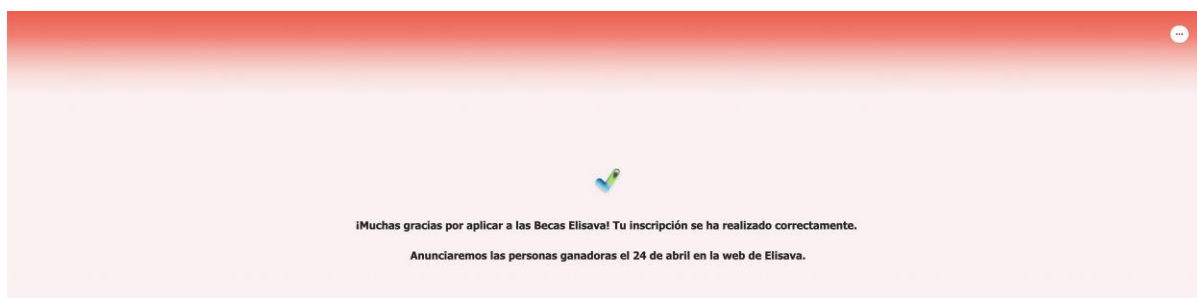 ¡Muchas gracias por aplicar a las Becas Elisava! Tu inscripción se ha realizado correctamente.
Anunciaremos las personas ganadoras el 24 de abril en la web de Elisava.